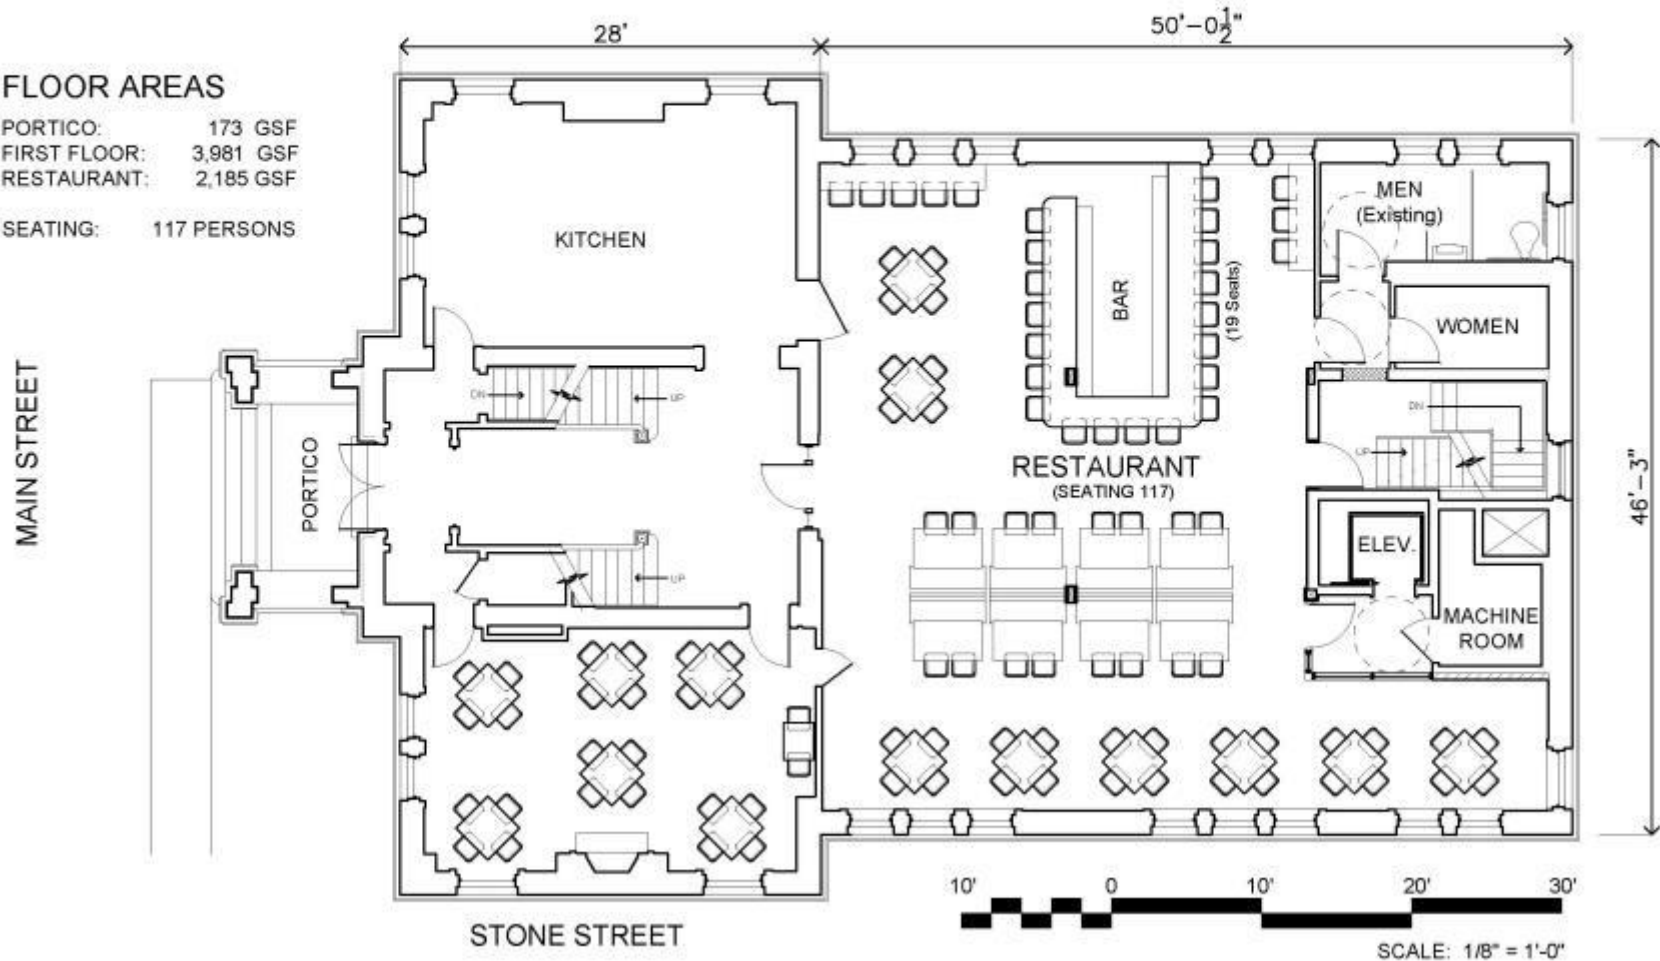 28'
50'-0 1/2"
FLOOR AREAS
PORTICO: 173 GSF
FIRST FLOOR: 3,981 GSF
RESTAURANT: 2,185 GSF
SEATING: 117 PERSONS
KITCHEN
MEN
(Existing)
BAR
(19 Seats)
WOMEN
DN
UP
DN
UP
MAIN STREET
PORTICO
RESTAURANT
(SEATING 117)
46'-3"
ELEV.
UP
MACHINE
ROOM
STONE STREET
10' 0 10' 20' 30'
SCALE: 1/8" = 1'-0"